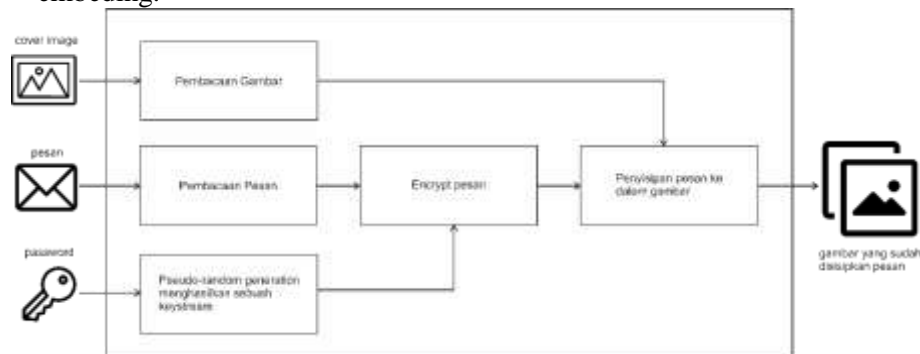 embeding.
cover image
Pembacaan Gambar
pesan
Pembacaan Pesan
Encrypt pesan
Penyisipan pesan ke
dalam gambar
password
Pseudo-random generation
menghasilkan sebuah
keystream
gambar yang sudah
disisipkan pesan